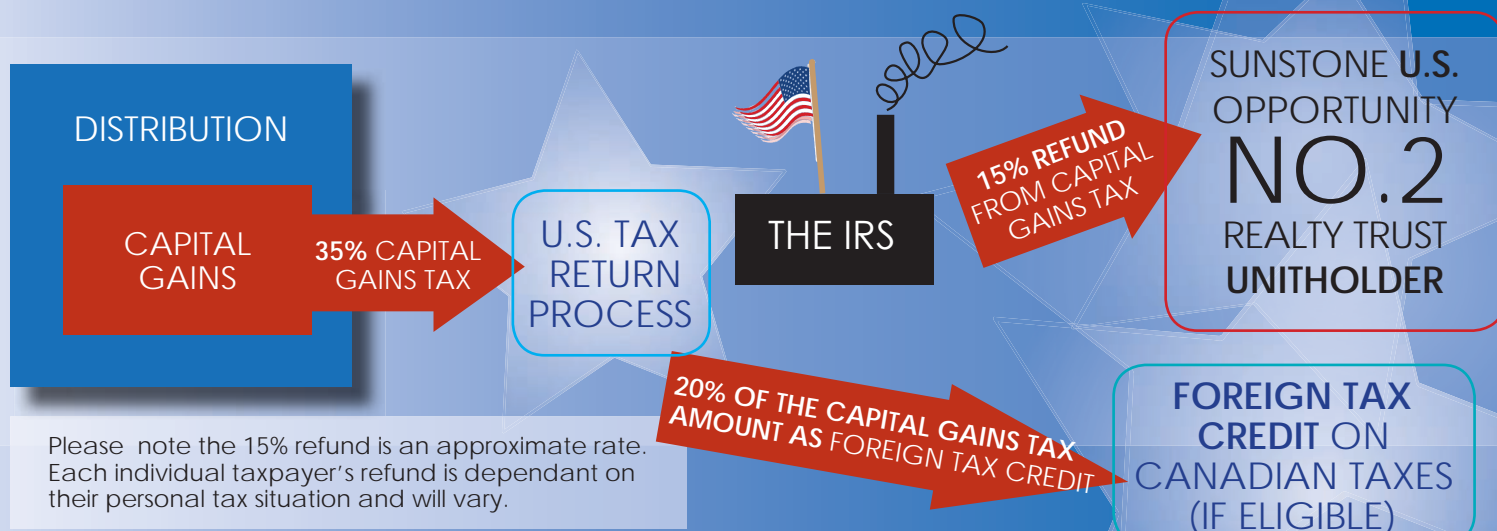 DISTRIBUTION
CAPITAL
GAINS
35% CAPITAL
GAINS TAX
U.S. TAX
RETURN
PROCESS
THE IRS
15% REFUND
FROM CAPITAL
GAINS TAX
SUNSTONE U.S.
OPPORTUNITY
NO.2
REALTY TRUST
UNITHOLDER
20% OF THE CAPITAL GAINS TAX
AMOUNT AS FOREIGN TAX CREDIT
FOREIGN TAX
CREDIT ON
CANADIAN TAXES
(IF ELIGIBLE)
Please note the 15% refund is an approximate rate.
Each individual taxpayer's refund is dependant on
their personal tax situation and will vary.